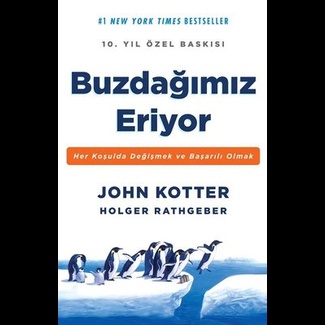 #1 NEW YORK TIMES BESTSELLER
10. YIL ÖZEL BASKISI
Buzdağımız
Eriyor
Her Koşulda Değişmek ve Başarılı Olmak
JOHN KOTTER
HOLGER RATHGEBER